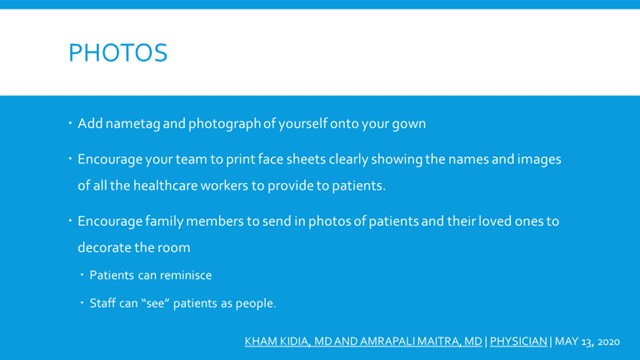 PHOTOS
▪ Add nametag and photograph of yourself onto your gown
▪ Encourage your team to print face sheets clearly showing the names and images
of all the healthcare workers to provide to patients.
▪ Encourage family members to send in photos of patients and their loved ones to
decorate the room
▪ Patients can reminisce
▪ Staff can “see” patients as people.
KHAM KIDIA, MD AND AMRAPALI MAITRA, MD | PHYSICIAN | MAY 13, 2020